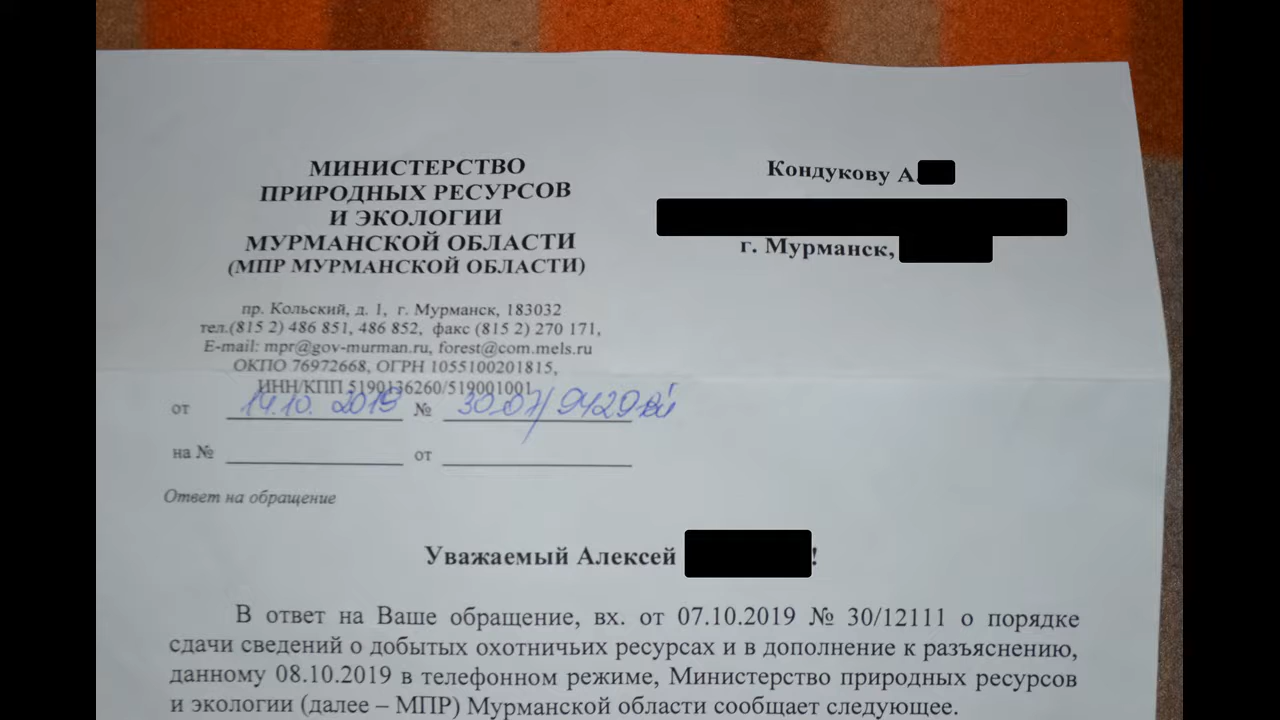 МИНИСТЕРСТВО
ПРИРОДНЫХ РЕСУРСОВ
И ЭКОЛОГИИ
МУРМАНСКОЙ ОБЛАСТИ
(МПР МУРМАНСКОЙ ОБЛАСТИ)
пр. Кольский, д. 1, г. Мурманск, 183032
тел.(815 2) 486 851, 486 852, факс (815 2) 270 171,
E-mail: mpr@gov-murman.ru, forest@com.mels.ru
ОКПО 76972668, ОГРН 1055100201815,
ИНН/КПП 5190136260/519001001
от 14.10. 2019 № 30.07/9429
на № от
Ответ на обращение
Кондукову А.
г. Мурманск,
Уважаемый Алексей !
В ответ на Ваше обращение, вх. от 07.10.2019 № 30/12111 о порядке
сдачи сведений о добытых охотничьих ресурсах и в дополнение к разъяснению,
данному 08.10.2019 в телефонном режиме, Министерство природных ресурсов
и экологии (далее – МПР) Мурманской области сообщает следующее.